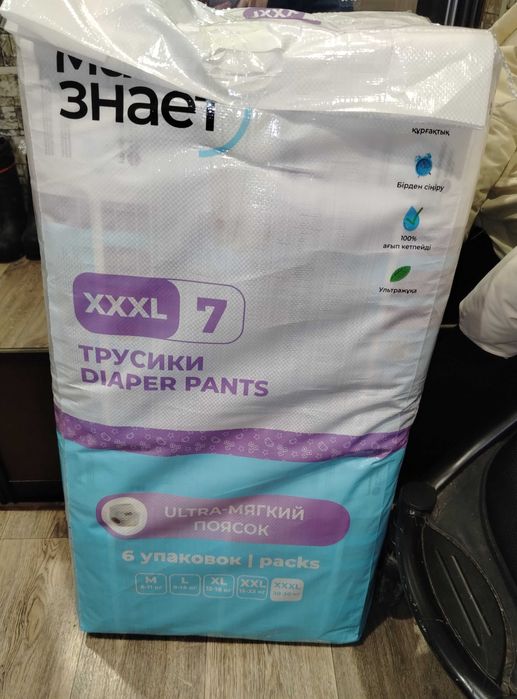 XXXL
знает
құрғақтық
Бірден сіңіру
100%
ағып кетпейді
Ультражұқа
XXXL 7
ТРУСИКИ
DIAPER PANTS
ULTRA-МЯГКИЙ
ПОЯСОК
6 упаковок | packs
M L XL XXL XXXL